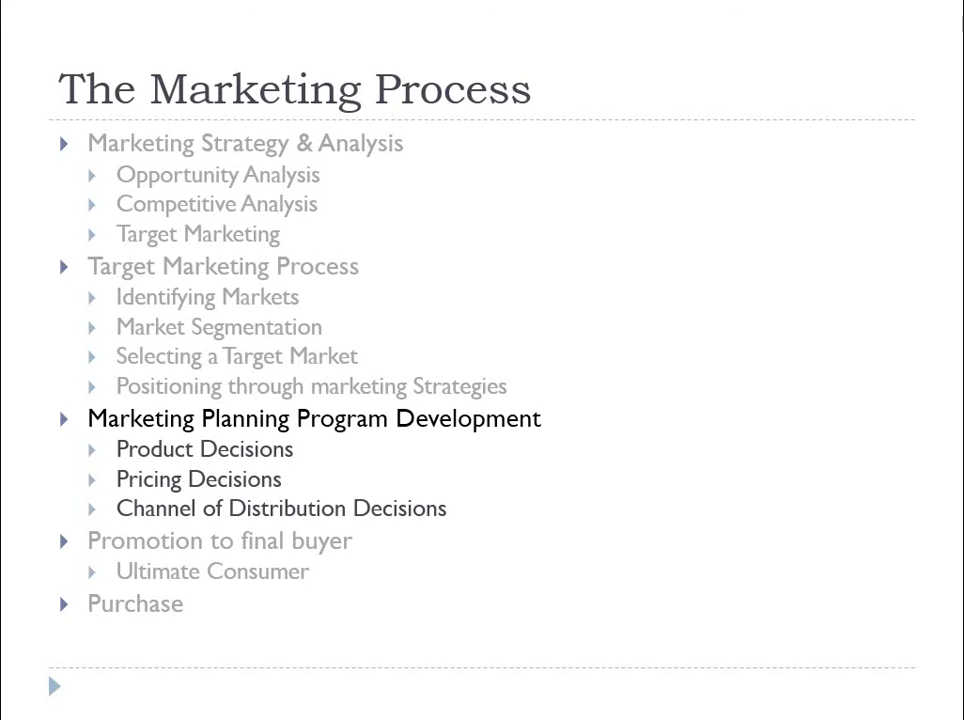 The Marketing Process
Marketing Strategy & Analysis
Opportunity Analysis
Competitive Analysis
Target Marketing
Target Marketing Process
Identifying Markets
Market Segmentation
Selecting a Target Market
Positioning through marketing Strategies
Marketing Planning Program Development
Product Decisions
Pricing Decisions
Channel of Distribution Decisions
Promotion to final buyer
Ultimate Consumer
Purchase